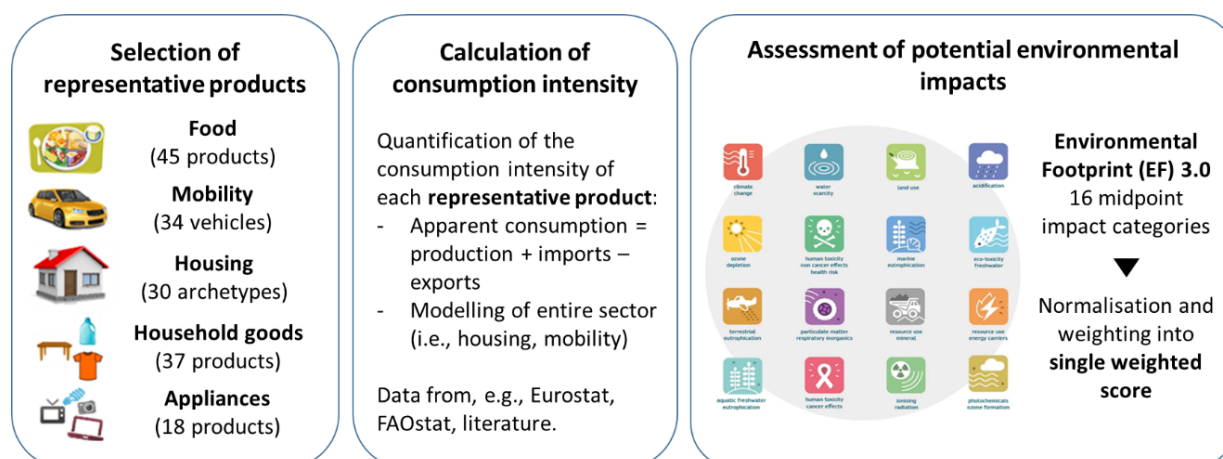 Selection of
representative products
Food
(45 products)
Mobility
(34 vehicles)
Housing
(30 archetypes)
Household goods
(37 products)
Appliances
(18 products)
Calculation of
consumption intensity
Quantification of the
consumption intensity of
each representative product:
- Apparent consumption =
production + imports –
exports
- Modelling of entire sector
(i.e., housing, mobility)
Data from, e.g., Eurostat,
FAOstat, literature.
Assessment of potential environmental
impacts
climate
change
water
scarcity
land use
acidification
ozone
depletion
human toxicity
non cancer effects
health risk
marine
eutrophication
eco-toxicity
freshwater
terrestrial
eutrophication
particulate matter
respiratory inorganics
resource use
mineral
resource use
energy carriers
aquatic freshwater
eutrophication
human toxicity
cancer effects
ionising
radiation
photochemicals
ozone formation
Environmental
Footprint (EF) 3.0
16 midpoint
impact categories
Normalisation and
weighting into
single weighted
score